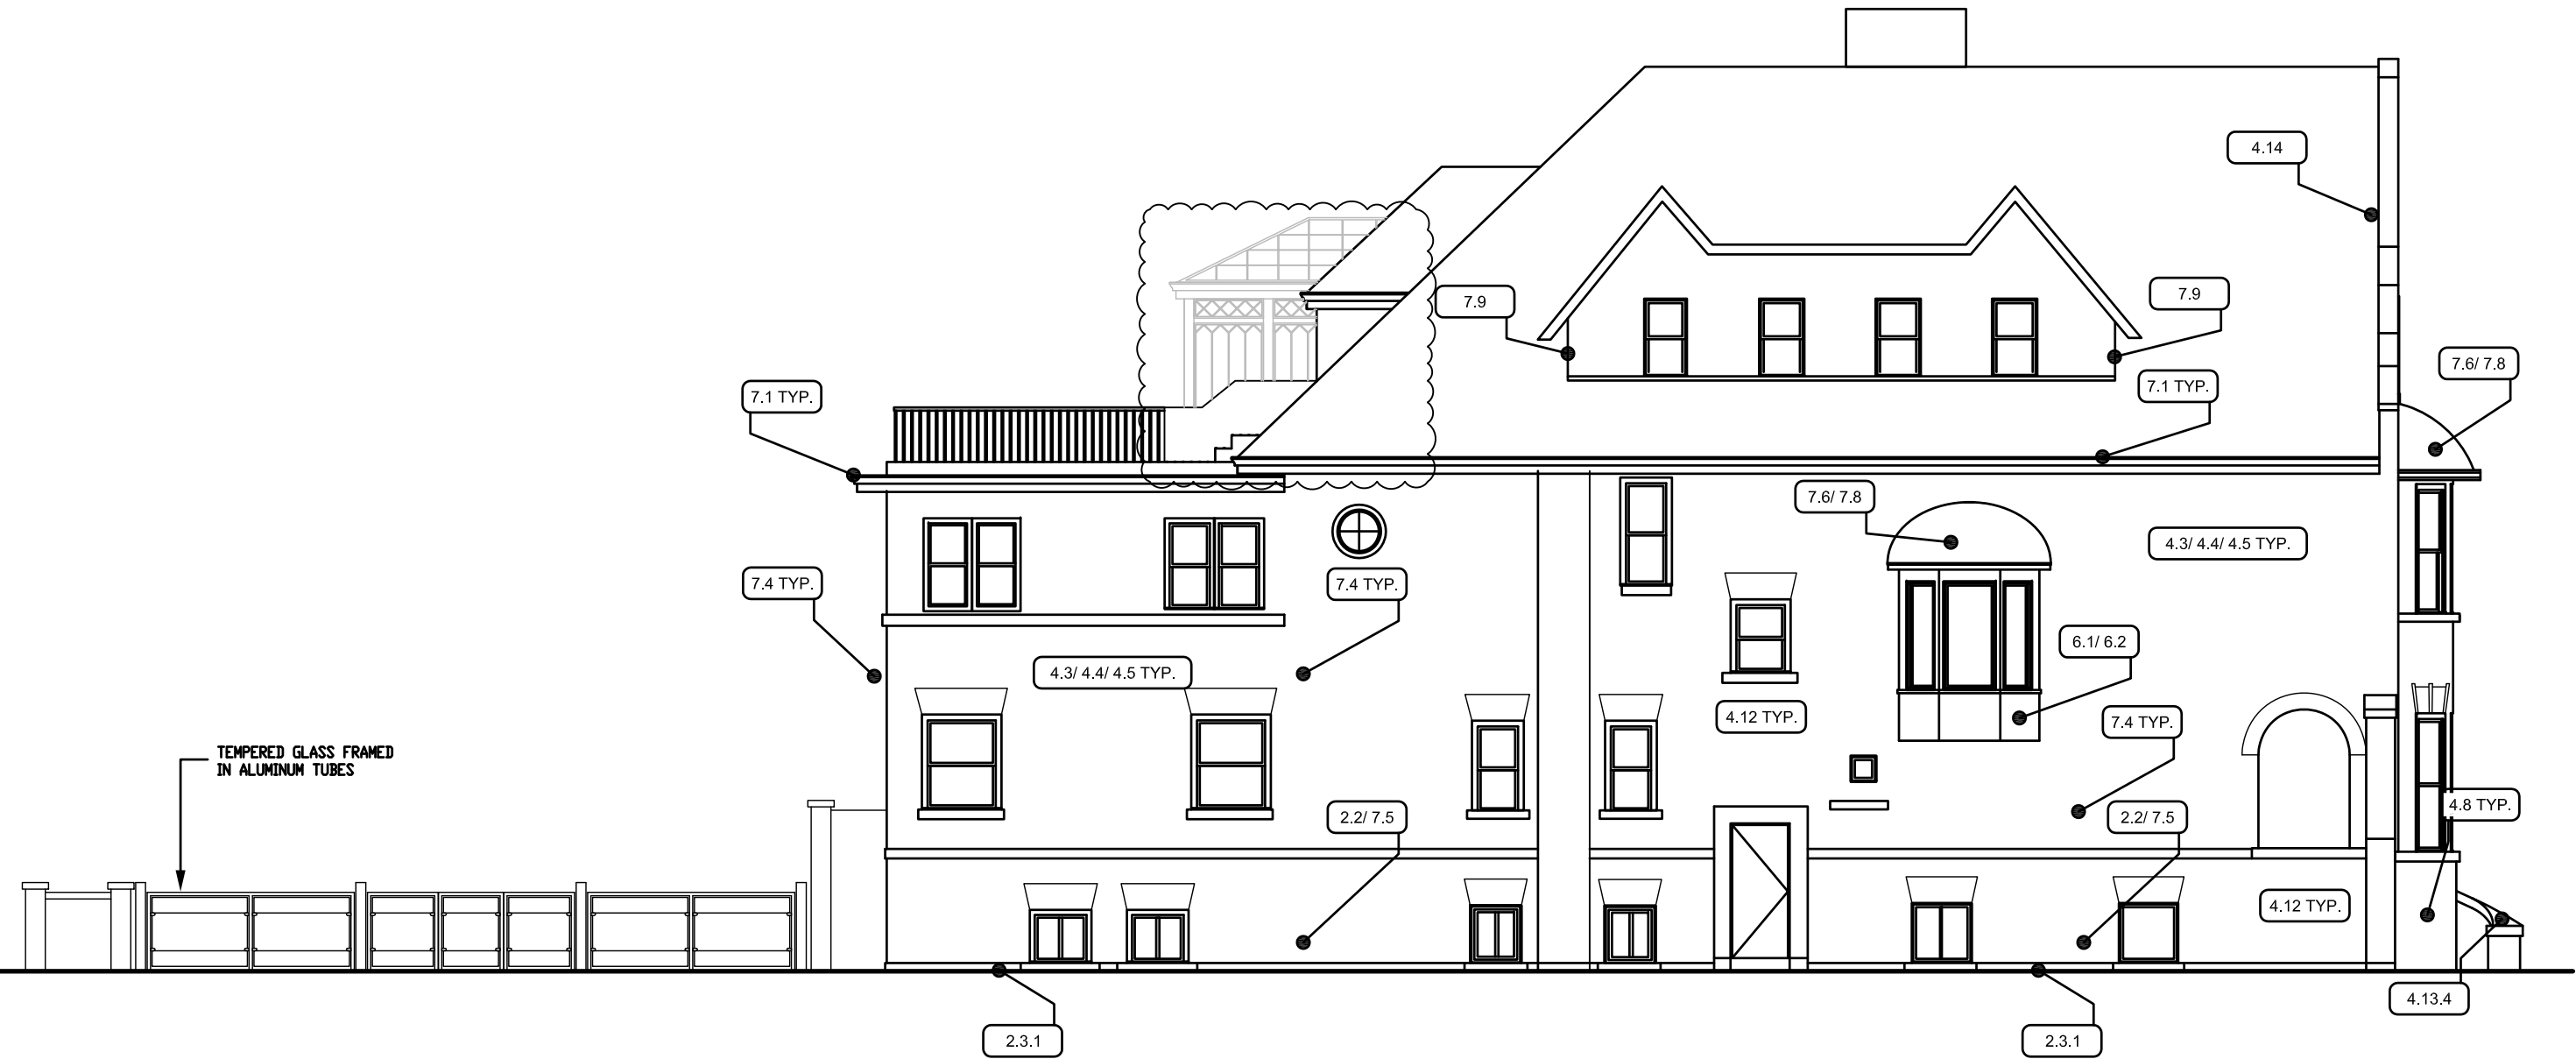 4.14
7.9
7.9
7.6/ 7.8
7.1 TYP.
7.1 TYP.
7.6/ 7.8
4.3/ 4.4/ 4.5 TYP.
7.4 TYP.
7.4 TYP.
6.1/ 6.2
4.3/ 4.4/ 4.5 TYP.
4.12 TYP.
7.4 TYP.
TEMPERED GLASS FRAMED
IN ALUMINUM TUBES
4.8 TYP.
2.2/ 7.5
2.2/ 7.5
4.12 TYP.
4.13.4
2.3.1
2.3.1